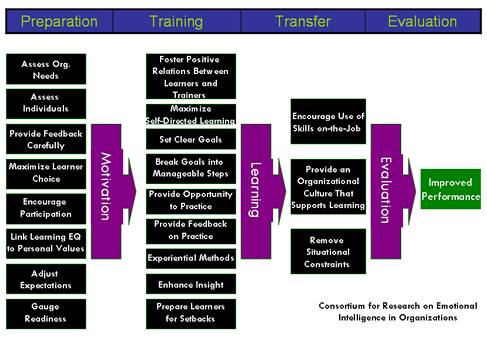 Preparation
Training
Transfer
Evaluation
Assess Org.
Needs
Assess
Individuals
Provide Feedback
Carefully
Maximize Learner
Choice
Encourage
Participation
Link Learning EQ
to Personal Values
Adjust
Expectations
Gauge
Readiness
Motivation
Foster Positive
Relations Between
Learners and
Trainers
Maximize
Self-Directed Learning
Set Clear Goals
Break Goals into
Manageable Steps
Provide Opportunity
to Practice
Provide Feedback
on Practice
Experiential Methods
Enhance Insight
Prepare Learners
for Setbacks
Learning
Encourage Use of
Skills on-the-Job
Provide an
Organizational
Culture That
Supports Learning
Remove
Situational
Constraints
Evaluation
Improved
Performance
Consortium for Research on Emotional
Intelligence in Organizations